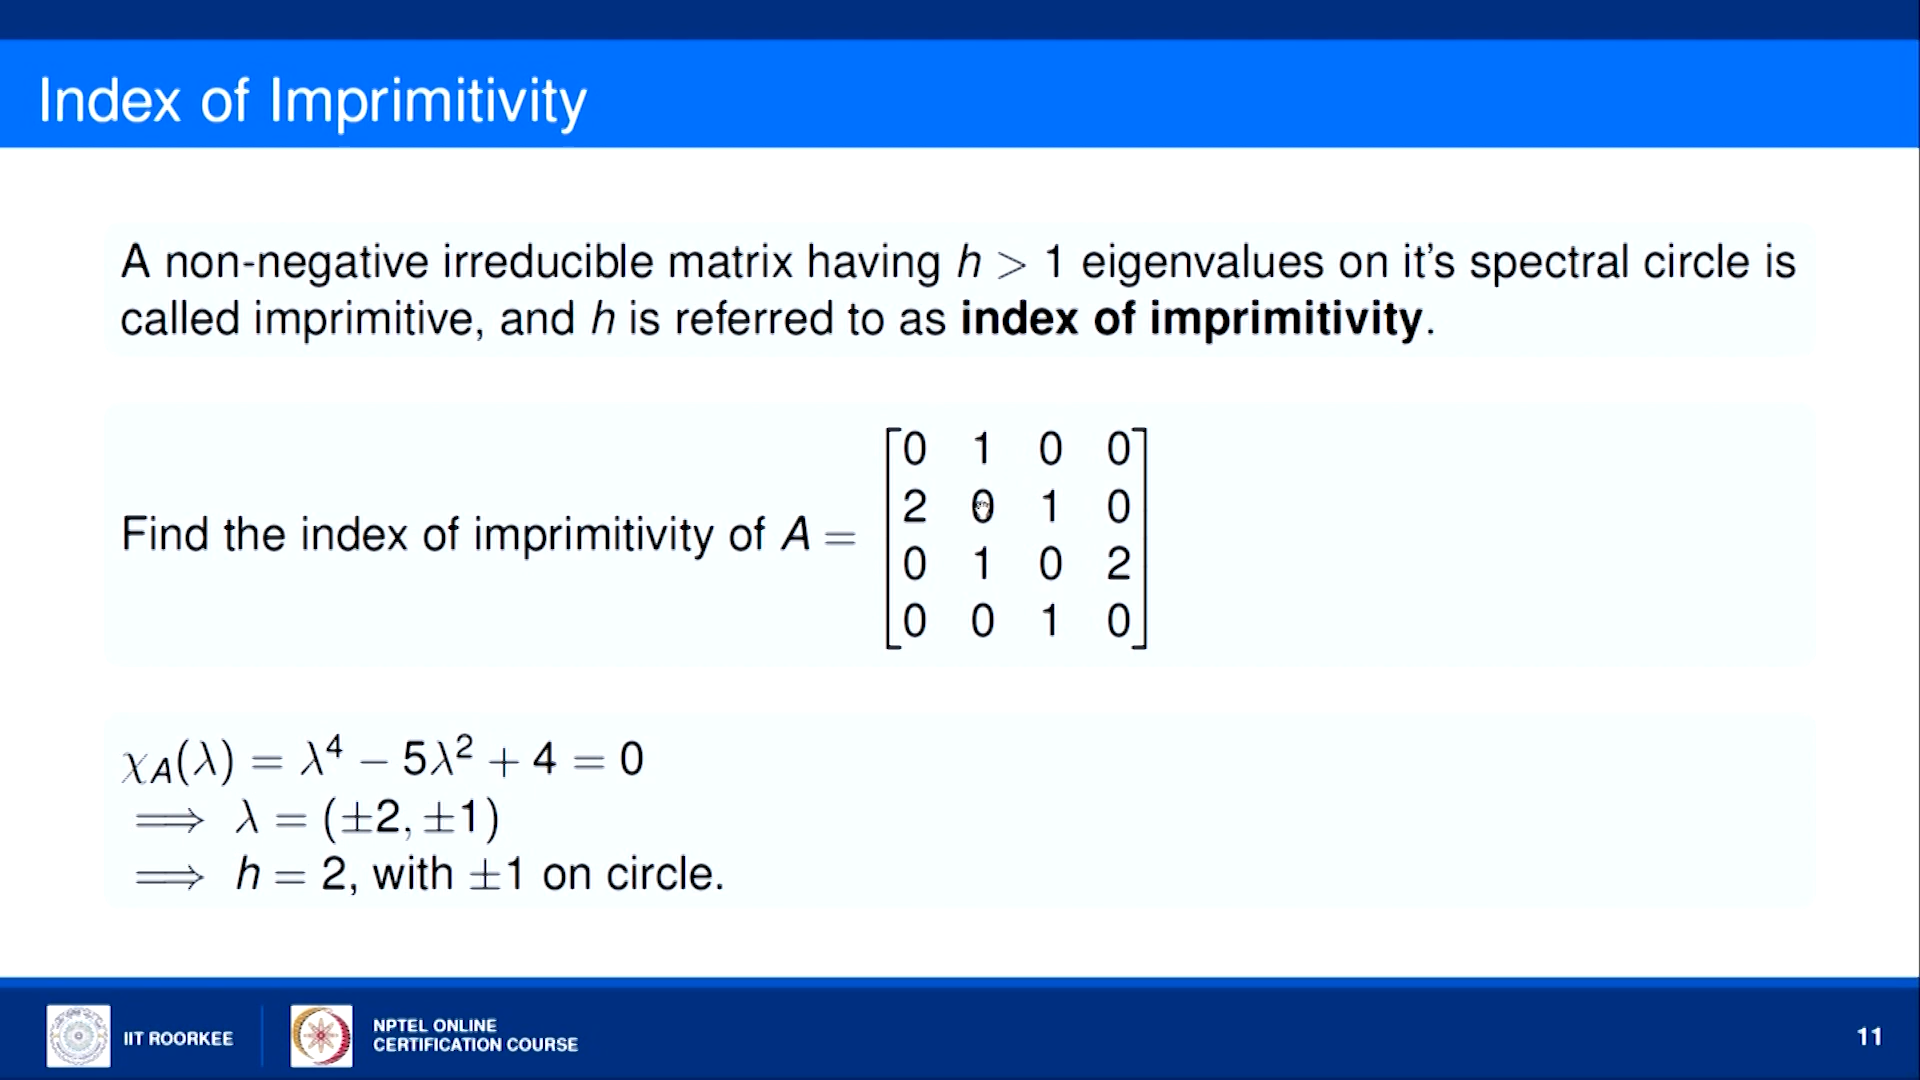 Index of Imprimitivity
A non-negative irreducible matrix having h > 1 eigenvalues on it's spectral circle is
called imprimitive, and h is referred to as index of imprimitivity.
Find the index of imprimitivity of A =
0 1 0 0
2 0 1 0
0 1 0 2
0 0 1 0
χA(λ) = λ⁴ − 5λ² + 4 = 0
⟹ λ = (±2, ±1)
⟹ h = 2, with ±1 on circle.
IIT ROORKEE
NPTEL ONLINE
CERTIFICATION COURSE
11